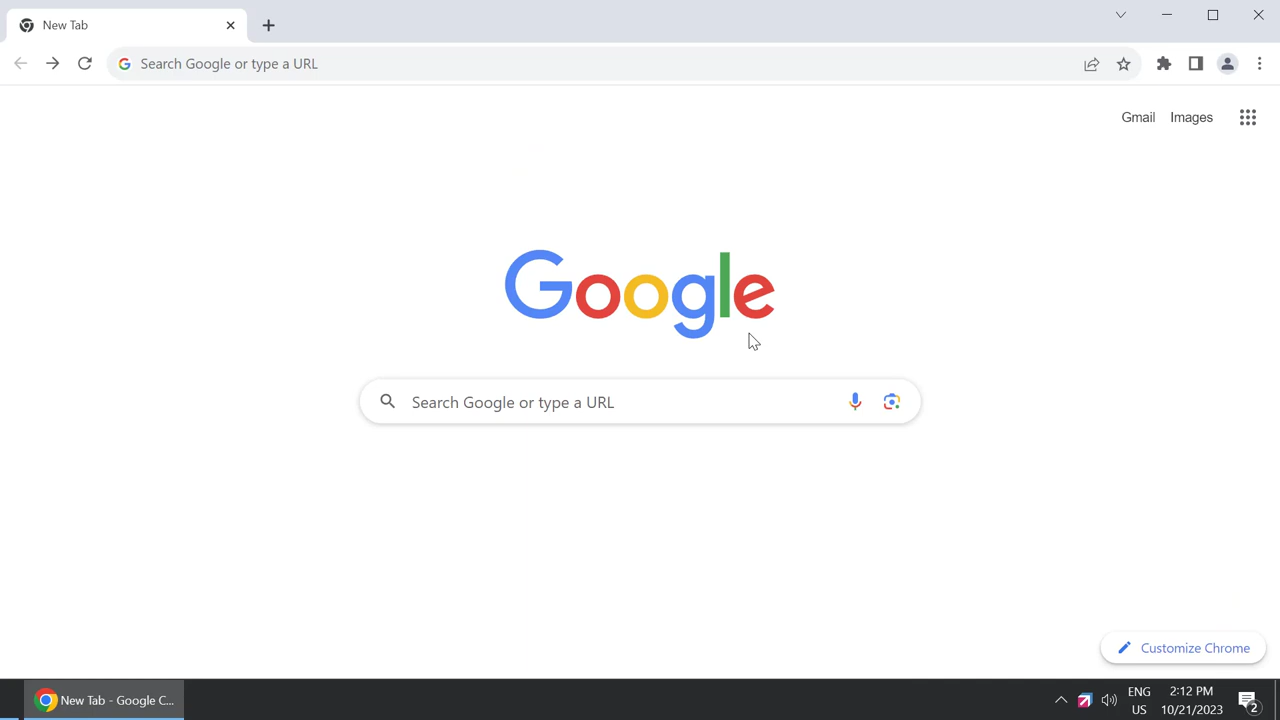 New Tab
Search Google or type a URL
Gmail Images
Google
Search Google or type a URL
Customize Chrome
New Tab - Google C...
ENG
US
2:12 PM
10/21/2023
2